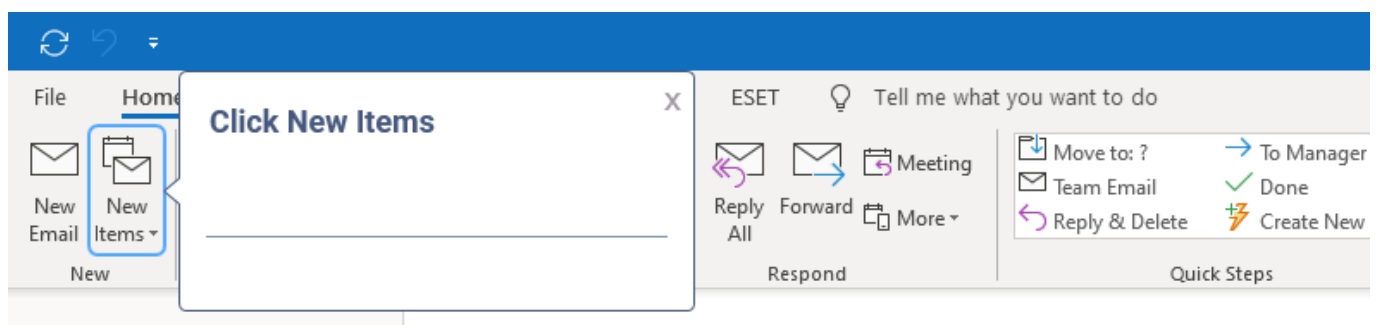 File Home ESET Tell me what you want to do
Click New Items X
New Email
New Items
Reply All
Forward
Meeting
More
Move to: ?
Team Email
Reply & Delete
To Manager
Done
Create New
New Respond Quick Steps